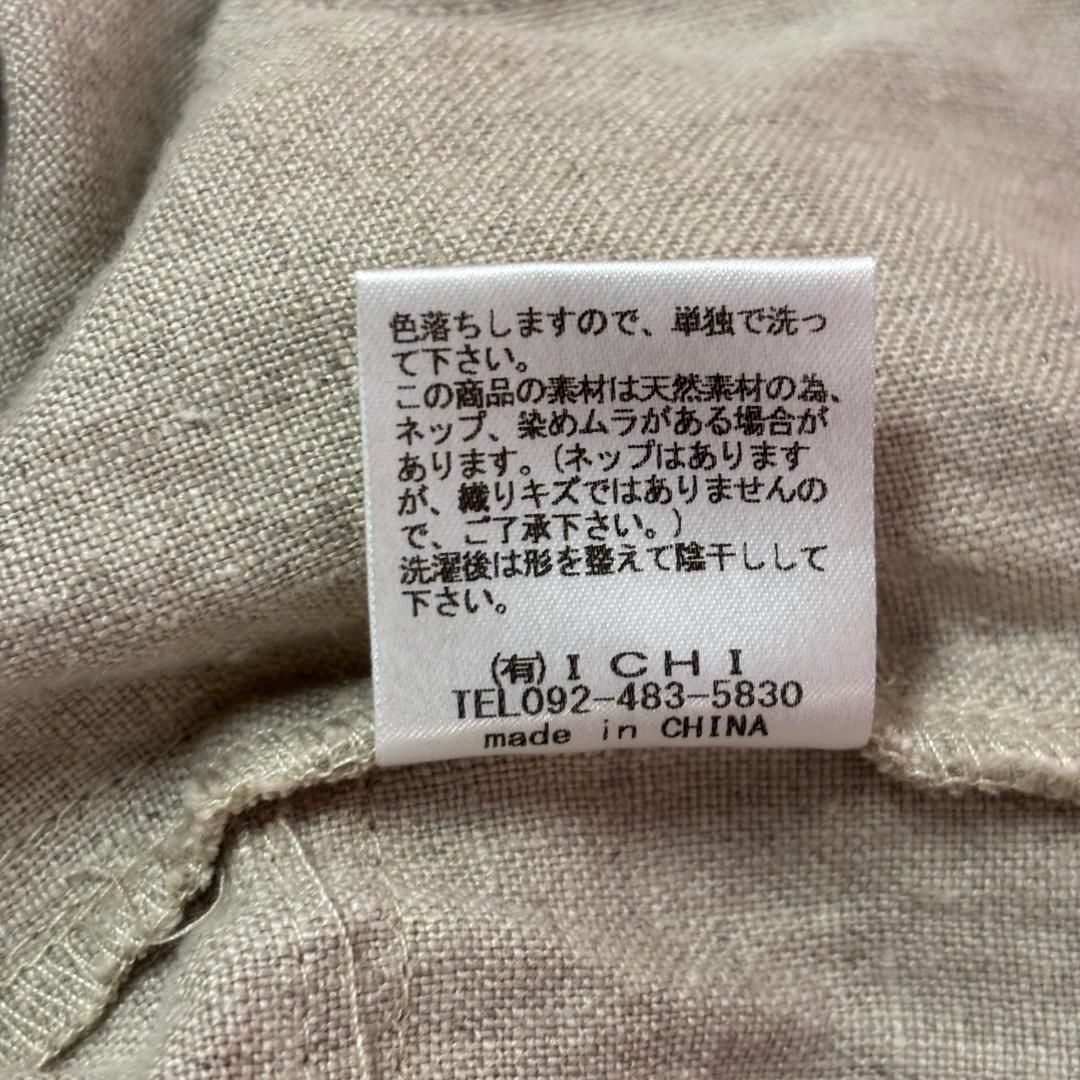 色落ちしますので、単独で洗っ
て下さい。
この商品の素材は天然素材の為、
ネップ、染めムラがある場合が
あります。(ネップはあります
が、織りキズではありませんの
で、ご了承下さい。)
洗濯後は形を整えて陰干しして
下さい。
(有)ICHI
TEL092-483-5830
made in CHINA